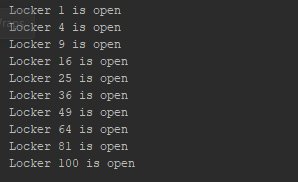 Locker 1 is open
Locker 4 is open
Locker 9 is open
Locker 16 is open
Locker 25 is open
Locker 36 is open
Locker 49 is open
Locker 64 is open
Locker 81 is open
Locker 100 is open